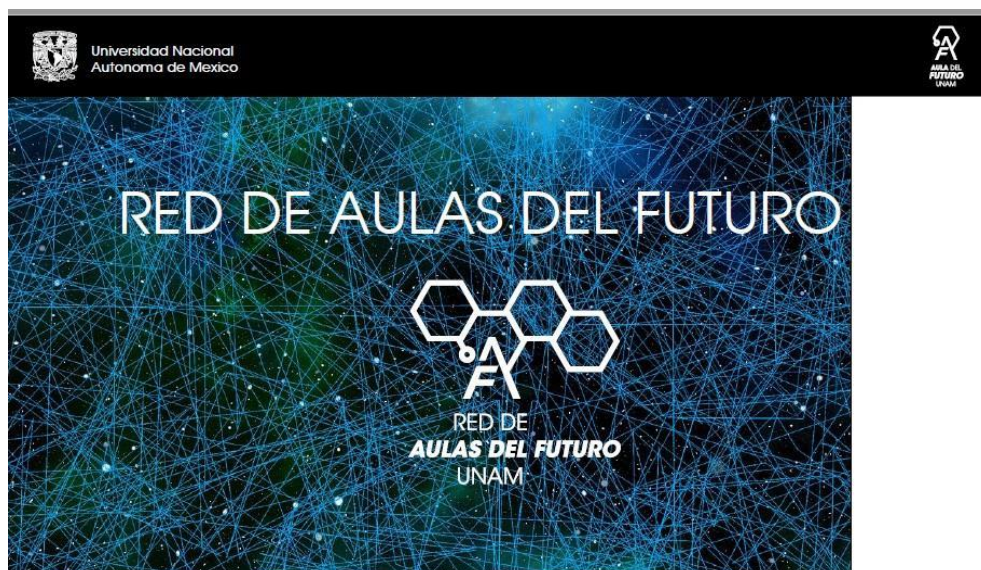 Universidad Nacional
Autonoma de Mexico
AULA DEL
FUTURO
UNAM
RED DE AULAS DEL FUTURO
AF
RED DE
AULAS DEL FUTURO
UNAM